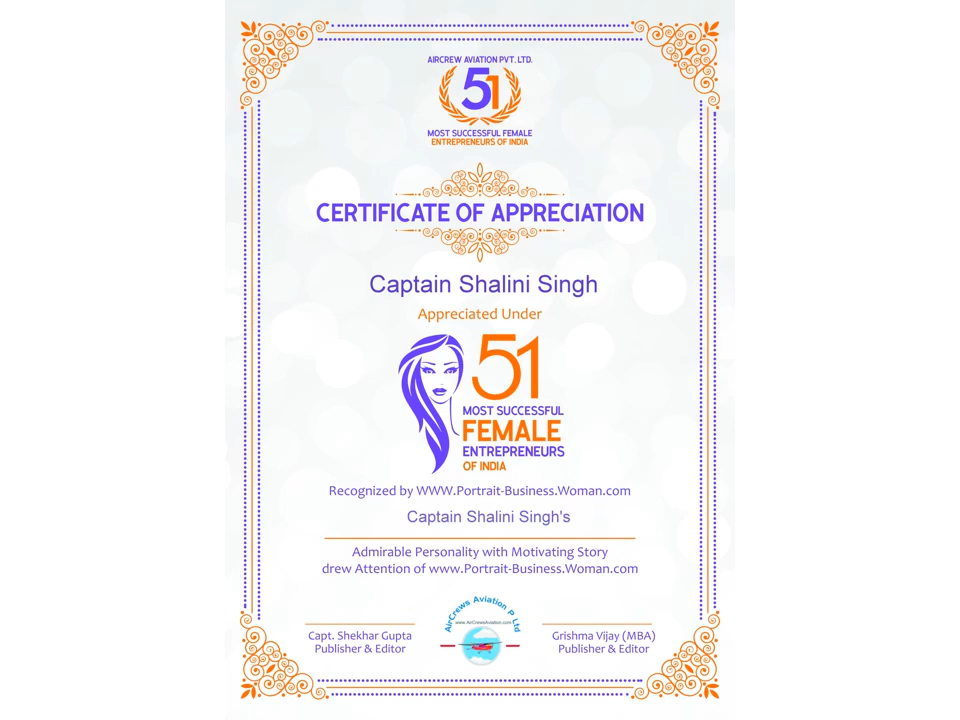 AIRCREW AVIATION PVT. LTD.
51
MOST SUCCESSFUL FEMALE
ENTREPRENEURS OF INDIA
CERTIFICATE OF APPRECIATION
Captain Shalini Singh
Appreciated Under
51
MOST SUCCESSFUL
FEMALE
ENTREPRENEURS
OF INDIA
Recognized by WWW.Portrait-Business.Woman.com
Captain Shalini Singh's
Admirable Personality with Motivating Story
drew Attention of www.Portrait-Business.Woman.com
AirCrews Aviation P Ltd
www.AirCrewsAviation.com
Capt. Shekhar Gupta
Publisher & Editor
Grishma Vijay (MBA)
Publisher & Editor